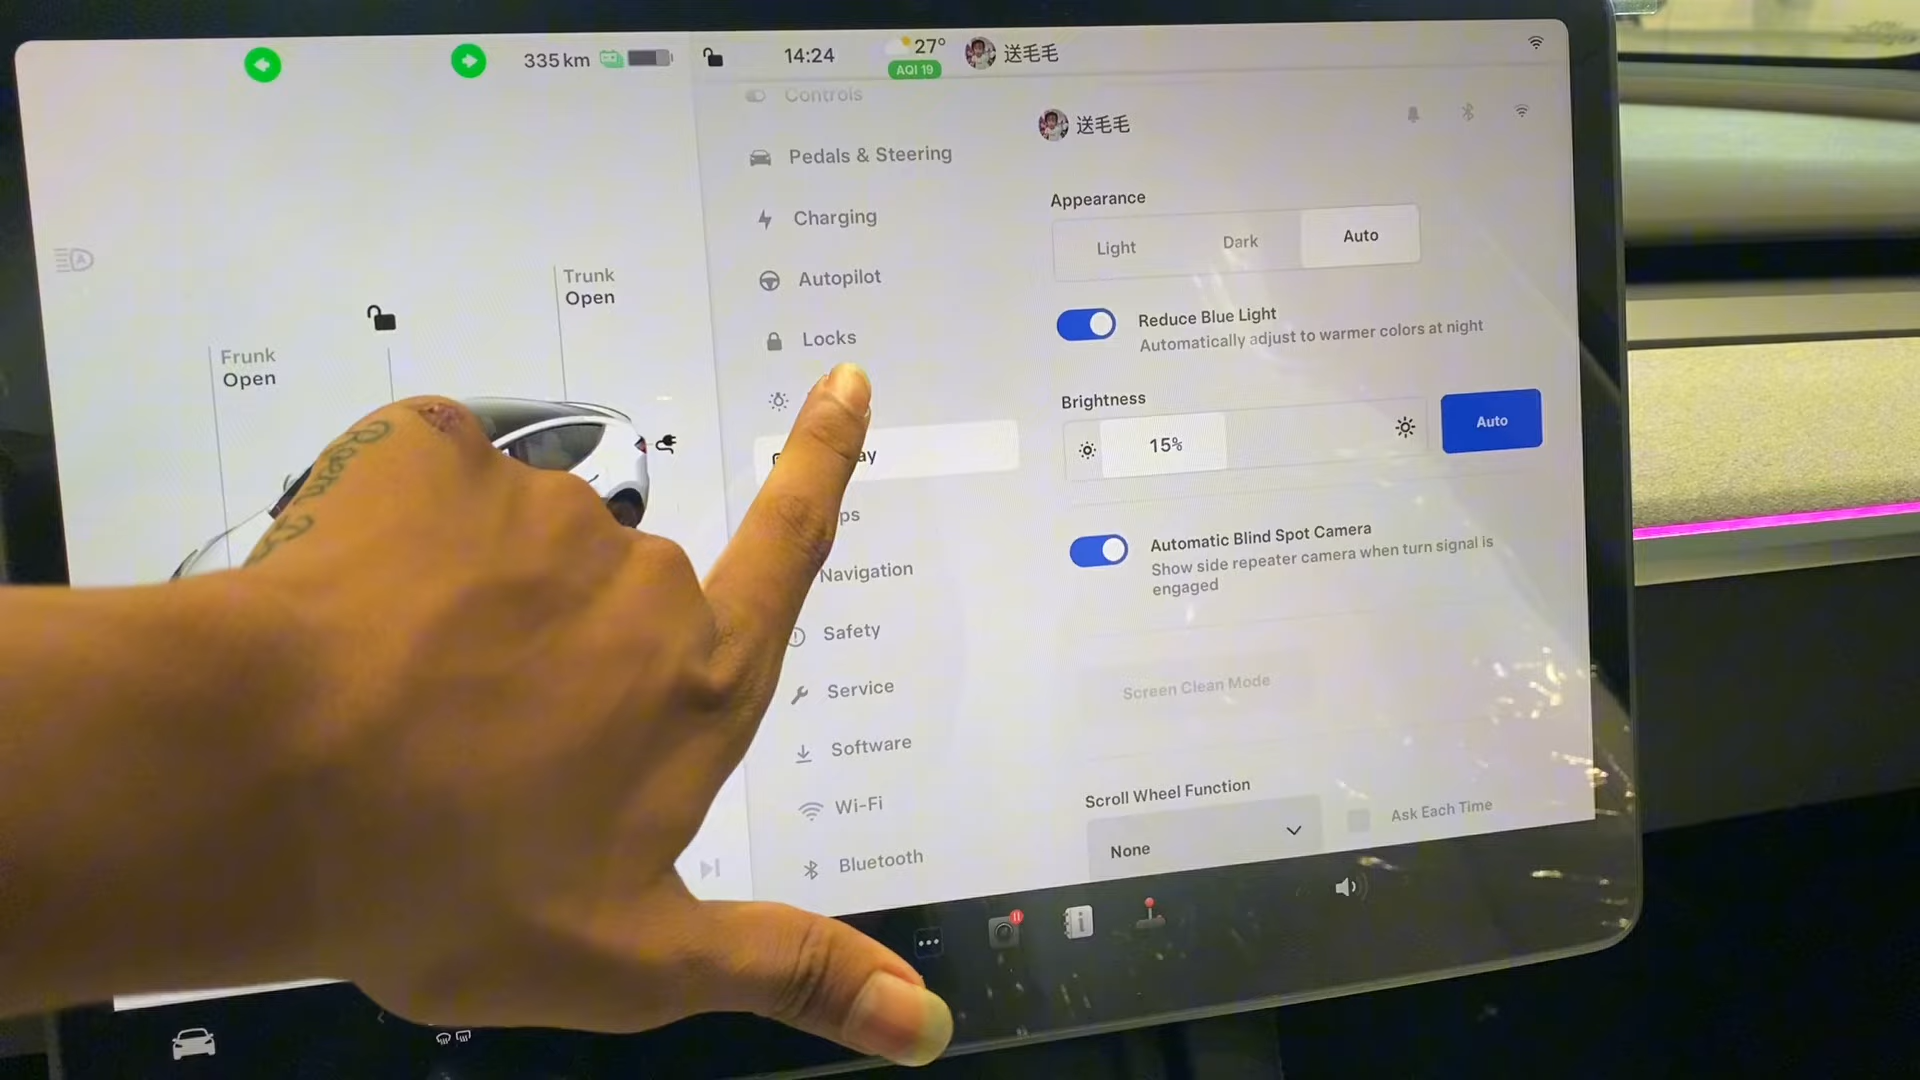 335 km
14:24
27°
AQI 19
送毛毛
Controls
Pedals & Steering
Charging
Autopilot
Locks
Navigation
Safety
Service
Software
Wi-Fi
Bluetooth
Trunk
Open
Frunk
Open
送毛毛
Appearance
Light
Dark
Auto
Reduce Blue Light
Automatically adjust to warmer colors at night
Brightness
15%
Auto
Automatic Blind Spot Camera
Show side repeater camera when turn signal is
engaged
Screen Clean Mode
Scroll Wheel Function
None
Ask Each Time